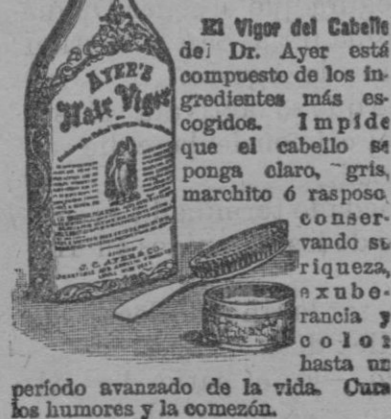 El Vigor del Cabello
del Dr. Ayer está
compuesto de los in-
gredientes más es-
cogidos. Impide
que el cabello se
ponga claro, gris,
marchito ó rasposo,
conser-
vando su
riqueza,
exube-
rancia y
color
hasta un
período avanzado de la vida. Cura
los humores y la comezón.
AYER'S
Hair Vigor